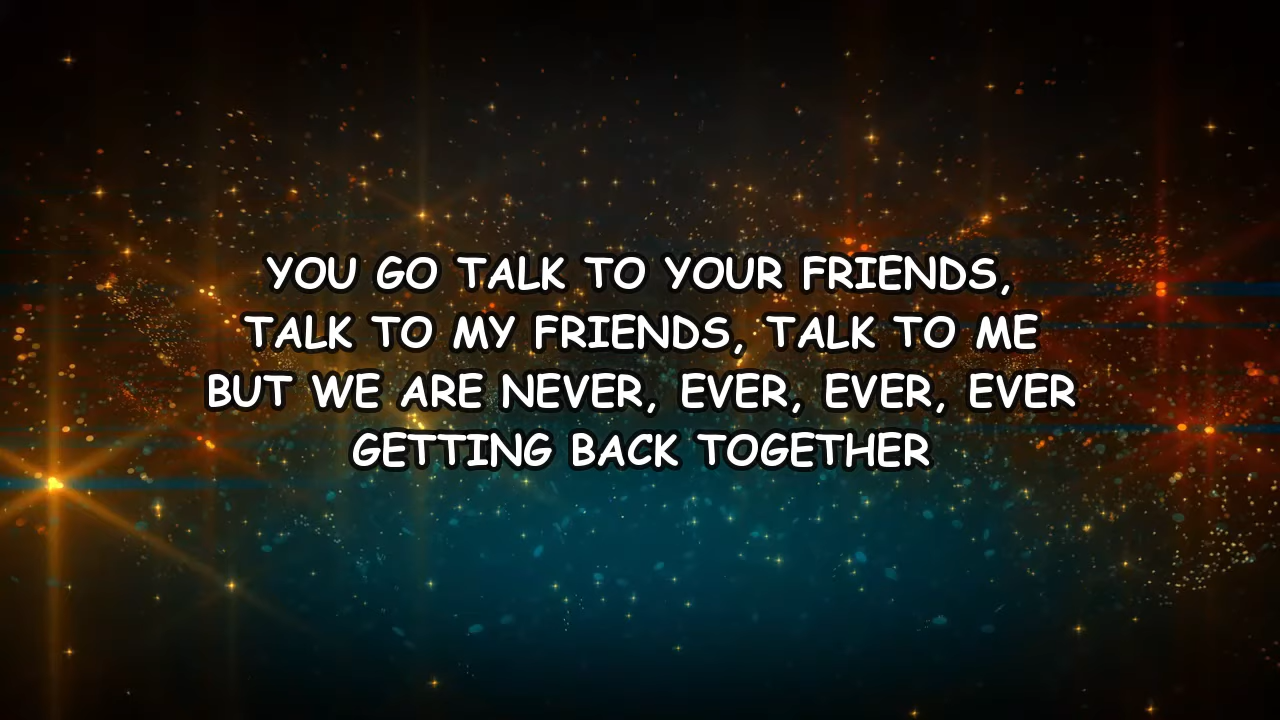 YOU GO TALK TO YOUR FRIENDS,
TALK TO MY FRIENDS, TALK TO ME
BUT WE ARE NEVER, EVER, EVER, EVER
GETTING BACK TOGETHER